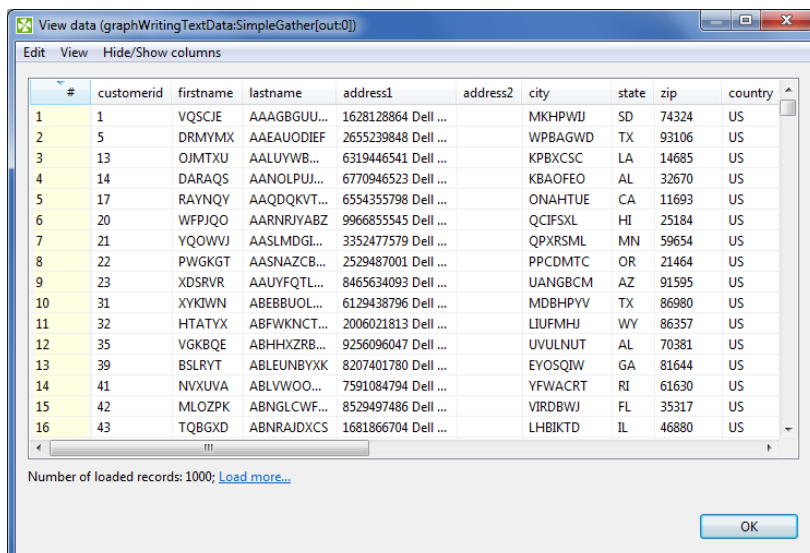 View data (graphWritingTextData:SimpleGather[out:0])
Edit View Hide/Show columns
# customerid firstname lastname address1 address2 city state zip country
1 1 VQSCJE AAAGBGUU... 1628128864 Dell ... MKHPWIJ SD 74324 US
2 5 DRMYMX AAEAUODIEF 2655239848 Dell ... WPBAGWD TX 93106 US
3 13 OJMTXU AALUYWB... 6319446541 Dell ... KPBXCSC LA 14685 US
4 14 DARAQS AANOLPUJ... 6770946523 Dell ... KBAOFEO AL 32670 US
5 17 RAYNQY AAQDQKVT... 6554355798 Dell ... ONAHTUE CA 11693 US
6 20 WFPJQO AARNRJYABZ 9966855545 Dell ... QCIFSXL HI 25184 US
7 21 YQOWVJ AASLMDGI... 3352477579 Dell ... QPXRSML MN 59654 US
8 22 PWGKGT AASNAZCB... 2529487001 Dell ... PPCDMTC OR 21464 US
9 23 XDSRVR AAUYFQTL... 8465634093 Dell ... UANGBCM AZ 91595 US
10 31 XYKIWN ABEBBUOL... 6129438796 Dell ... MDBHPYV TX 86980 US
11 32 HTATYX ABFWKNCT... 2006021813 Dell ... LIUFMHJ WY 86357 US
12 35 VGKBQE ABHHXZRB... 9256096047 Dell ... UVULNUT AL 70381 US
13 39 BSLRYT ABLEUNBYXK 8207401780 Dell ... EYOSQIW GA 81644 US
14 41 NVXUVA ABLVWOO... 7591084794 Dell ... YFWACRT RI 61630 US
15 42 MLOZPK ABNGLCWF... 8529497486 Dell ... VIRDBWJ FL 35317 US
16 43 TQBGXD ABNRAJDXCS 1681866704 Dell ... LHBIKTD IL 46880 US
Number of loaded records: 1000; Load more...
OK